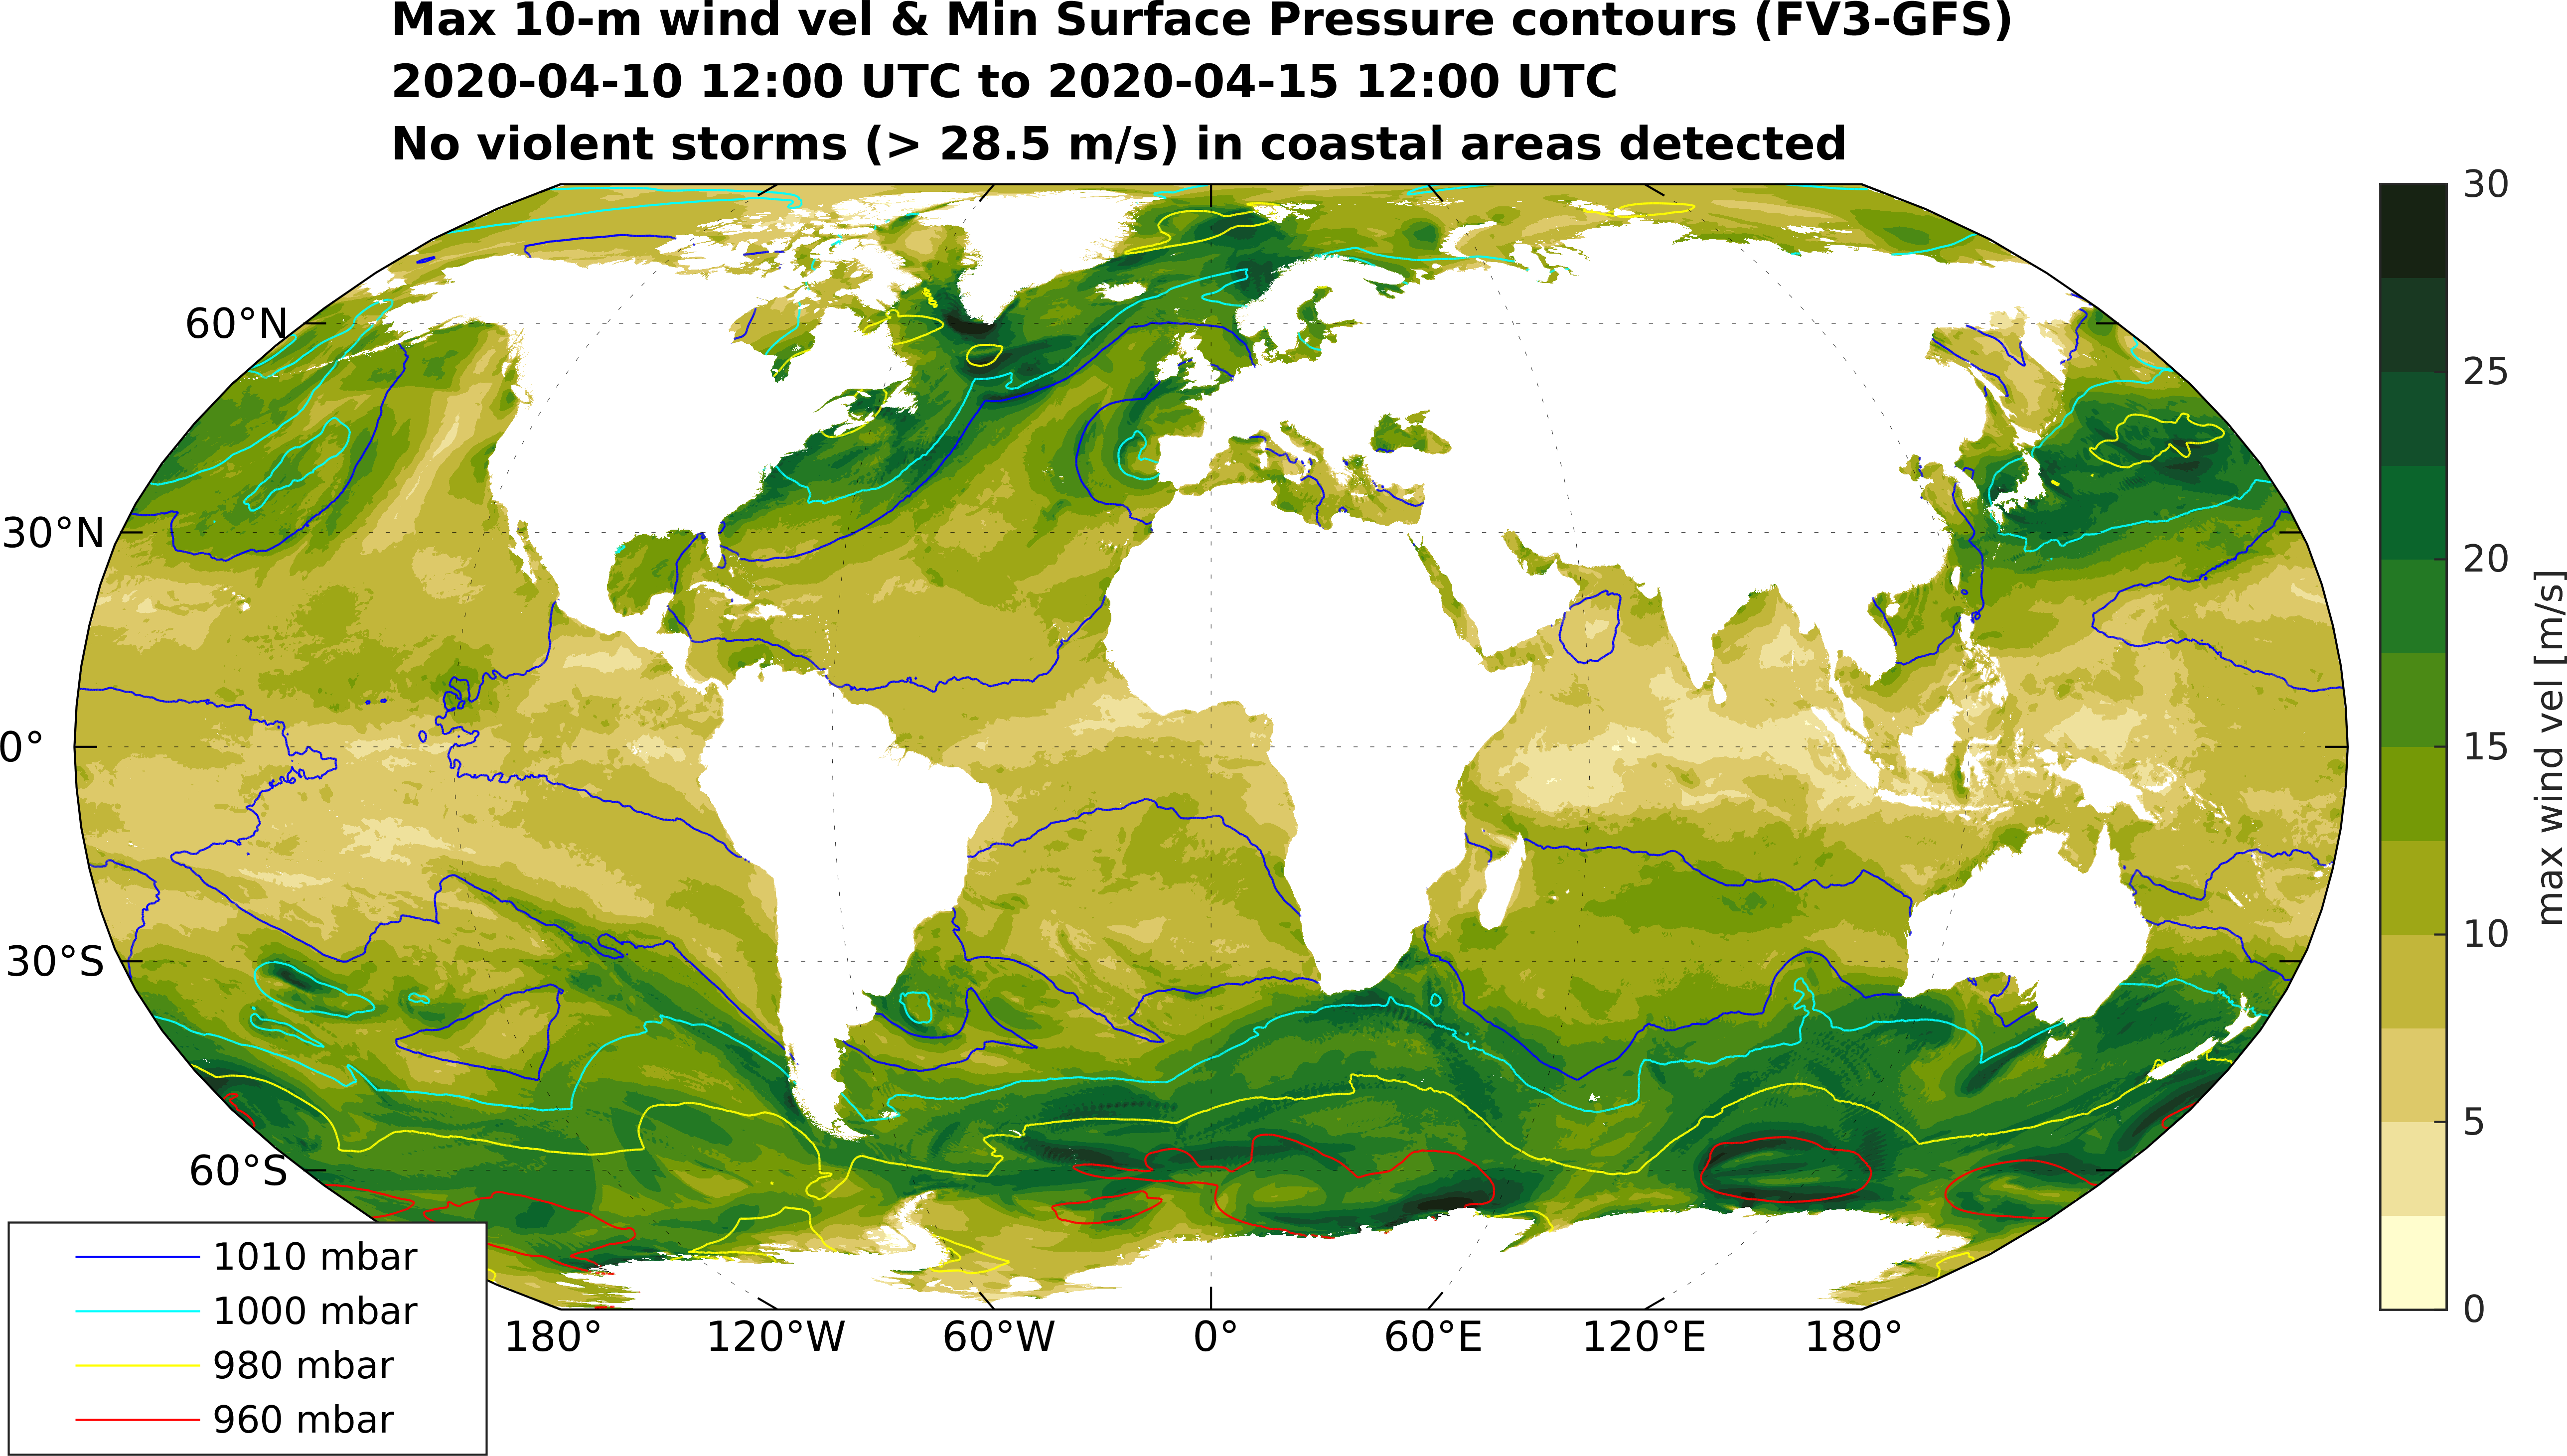 Max 10-m wind vel & Min Surface Pressure contours (FV3-GFS)
2020-04-10 12:00 UTC to 2020-04-15 12:00 UTC
No violent storms (> 28.5 m/s) in coastal areas detected
60°N
30°N
0°
30°S
60°S
180°
120°W
60°W
0°
60°E
120°E
180°
1010 mbar
1000 mbar
980 mbar
960 mbar
30
25
20
15
10
5
0
max wind vel [m/s]